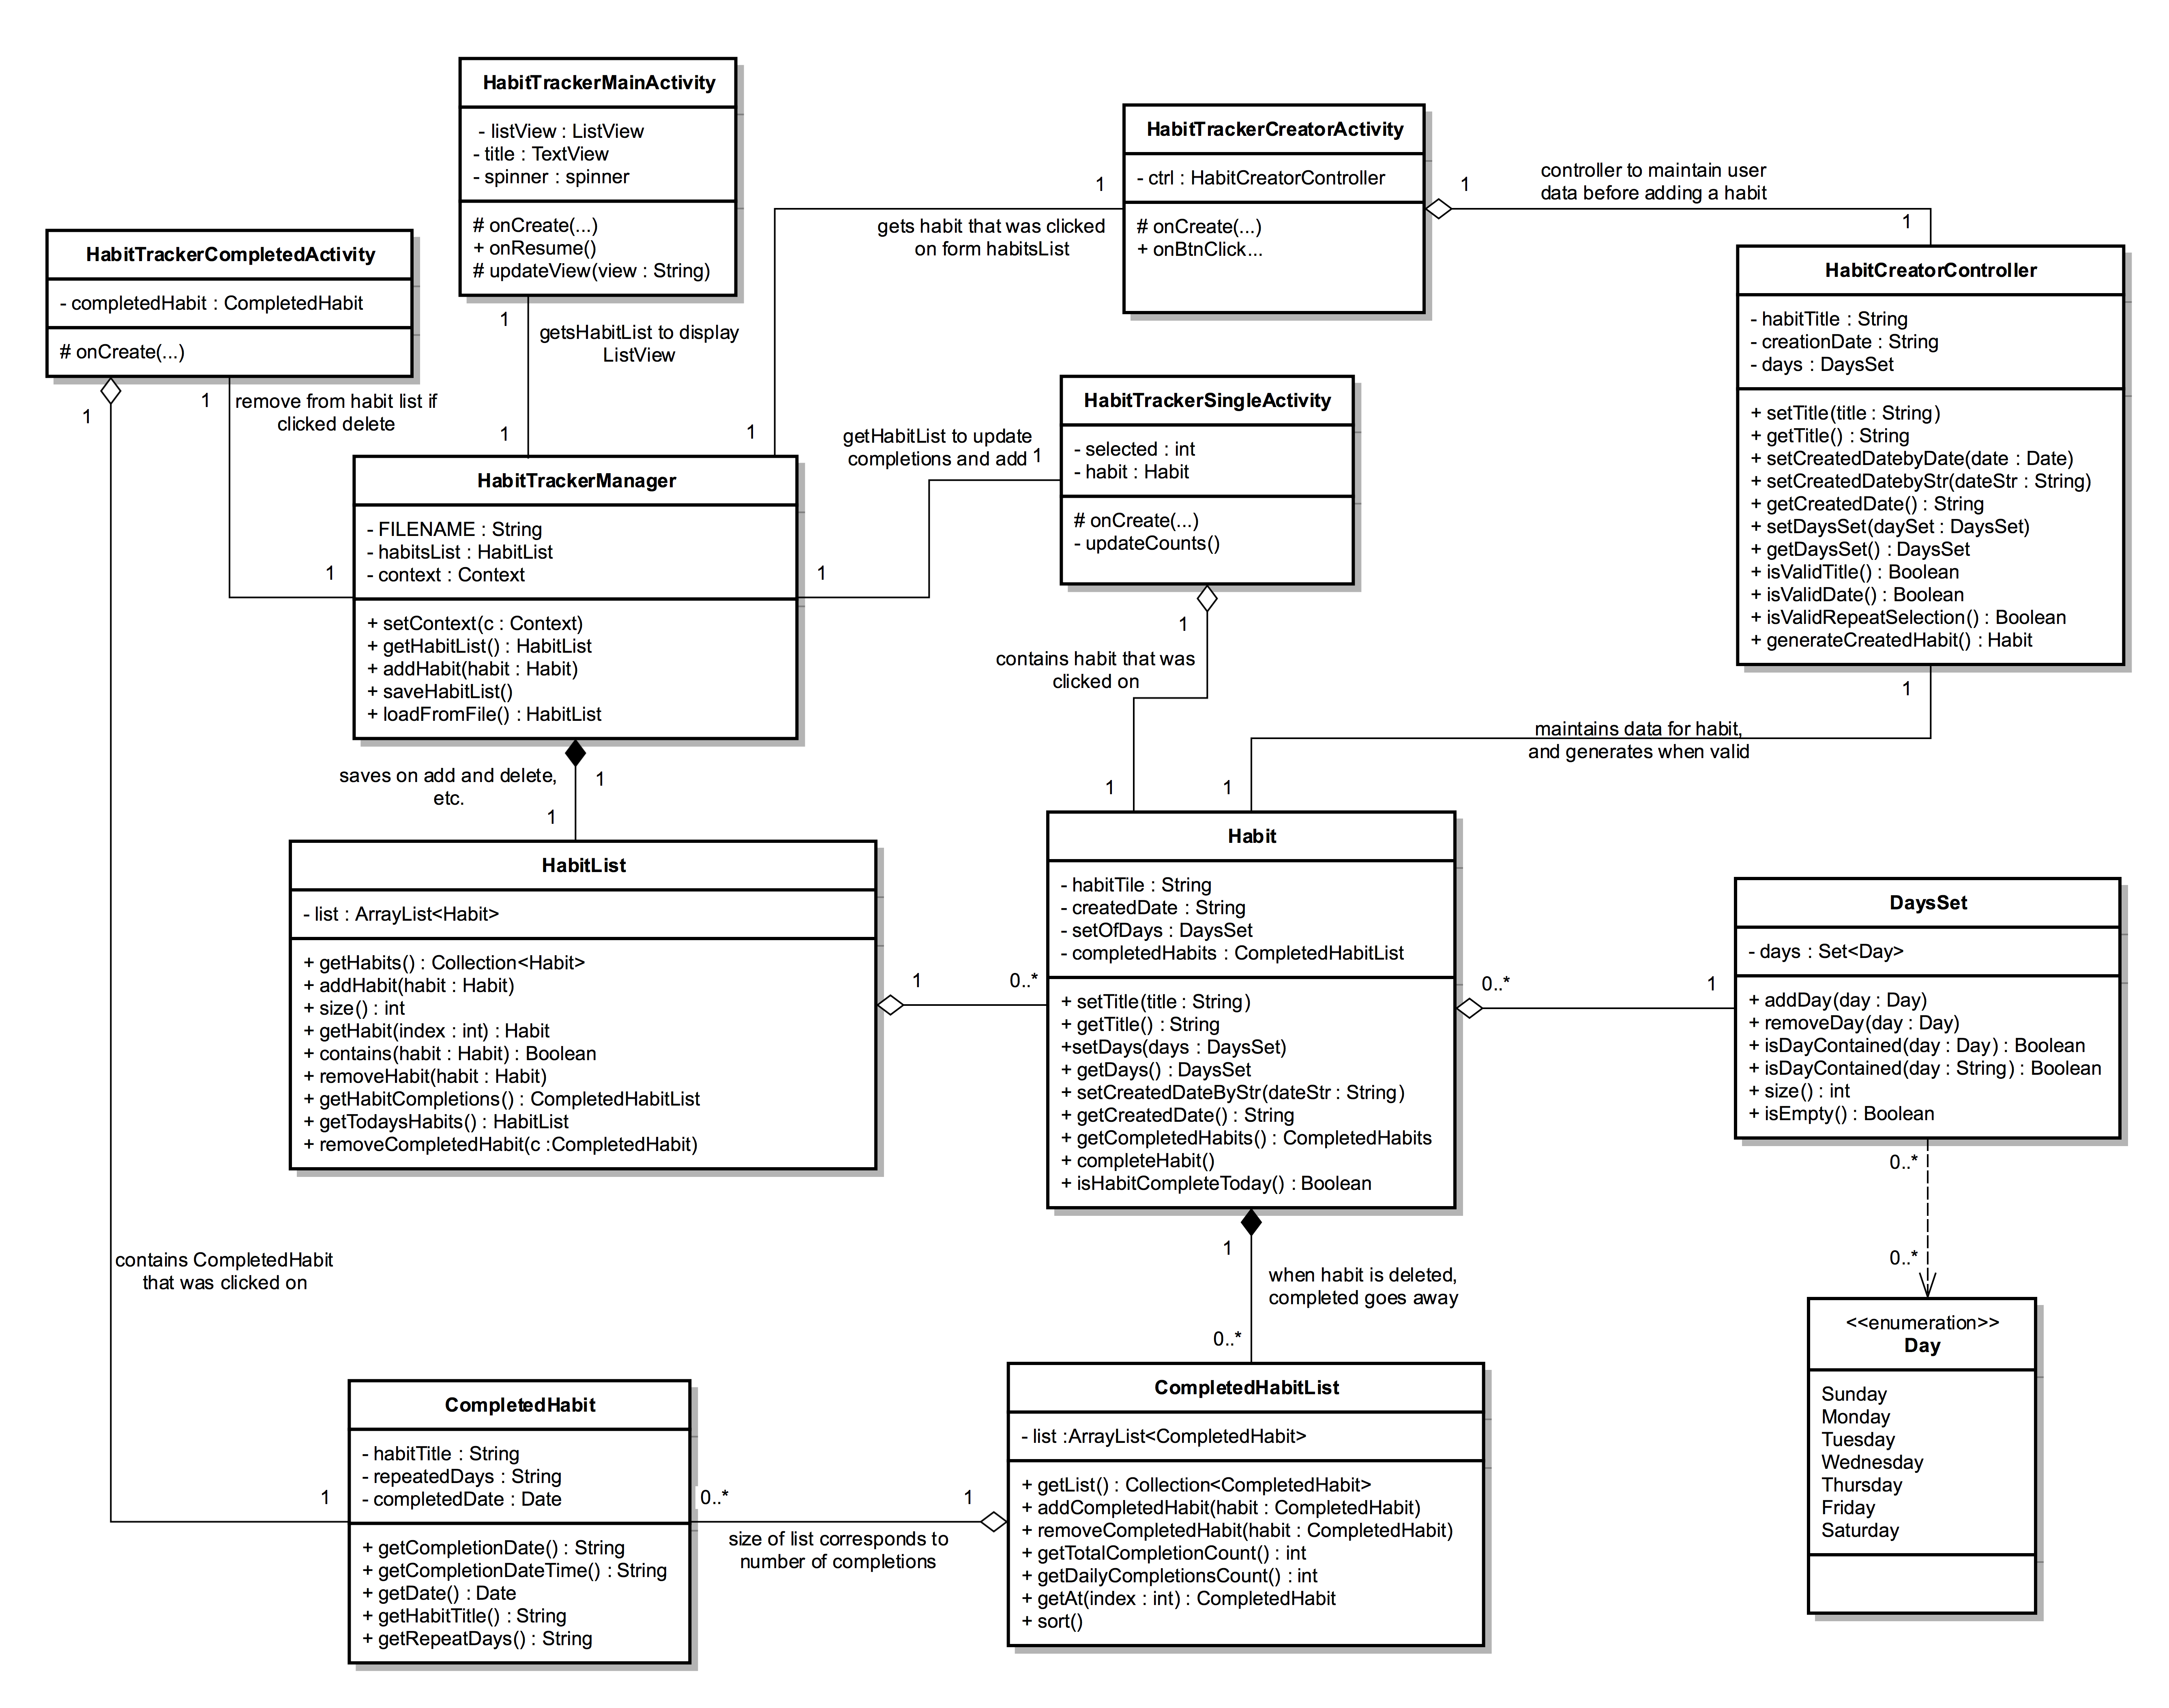 HabitTrackerMainActivity
- listView : ListView
- title : TextView
- spinner : spinner
# onCreate(...)
+ onResume()
# updateView(view : String)
1
getsHabitList to display
ListView
1
HabitTrackerCreatorActivity
- ctrl : HabitCreatorController
# onCreate(...)
+ onBtnClick...
1
gets habit that was clicked
on form habitsList
1
1
controller to maintain user
data before adding a habit
1
HabitCreatorController
- habitTitle : String
- creationDate : String
- days : DaysSet
+ setTitle(title : String)
+ getTitle() : String
+ setCreatedDatebyDate(date : Date)
+ setCreatedDatebyStr(dateStr : String)
+ getCreatedDate() : String
+ setDaysSet(daySet : DaysSet)
+ getDaysSet() : DaysSet
+ isValidTitle() : Boolean
+ isValidDate() : Boolean
+ isValidRepeatSelection() : Boolean
+ generateCreatedHabit() : Habit
1
maintains data for habit,
and generates when valid
1
HabitTrackerCompletedActivity
- completedHabit : CompletedHabit
# onCreate(...)
1
1
remove from habit list if
clicked delete
1
HabitTrackerSingleActivity
- selected : int
- habit : Habit
# onCreate(...)
- updateCounts()
getHabitList to update
completions and add
1
1
1
contains habit that was
clicked on
1
HabitTrackerManager
- FILENAME : String
- habitsList : HabitList
- context : Context
+ setContext(c : Context)
+ getHabitList() : HabitList
+ addHabit(habit : Habit)
+ saveHabitList()
+ loadFromFile() : HabitList
saves on add and delete,
etc.
1
1
HabitList
- list : ArrayList<Habit>
+ getHabits() : Collection<Habit>
+ addHabit(habit : Habit)
+ size() : int
+ getHabit(index : int) : Habit
+ contains(habit : Habit) : Boolean
+ removeHabit(habit : Habit)
+ getHabitCompletions() : CompletedHabitList
+ getTodaysHabits() : HabitList
+ removeCompletedHabit(c :CompletedHabit)
1
0..*
Habit
- habitTile : String
- createdDate : String
- setOfDays : DaysSet
- completedHabits : CompletedHabitList
+ setTitle(title : String)
+ getTitle() : String
+setDays(days : DaysSet)
+ getDays() : DaysSet
+ setCreatedDateByStr(dateStr : String)
+ getCreatedDate() : String
+ getCompletedHabits() : CompletedHabits
+ completeHabit()
+ isHabitCompleteToday() : Boolean
0..*
1
DaysSet
- days : Set<Day>
+ addDay(day : Day)
+ removeDay(day : Day)
+ isDayContained(day : Day) : Boolean
+ isDayContained(day : String) : Boolean
+ size() : int
+ isEmpty() : Boolean
0..*
0..*
<<enumeration>>
Day
Sunday
Monday
Tuesday
Wednesday
Thursday
Friday
Saturday
1
when habit is deleted,
completed goes away
0..*
contains CompletedHabit
that was clicked on
1
CompletedHabit
- habitTitle : String
- repeatedDays : String
- completedDate : Date
+ getCompletionDate() : String
+ getCompletionDateTime() : String
+ getDate() : Date
+ getHabitTitle() : String
+ getRepeatDays() : String
0..*
1
size of list corresponds to
number of completions
CompletedHabitList
- list :ArrayList<CompletedHabit>
+ getList() : Collection<CompletedHabit>
+ addCompletedHabit(habit : CompletedHabit)
+ removeCompletedHabit(habit : CompletedHabit)
+ getTotalCompletionCount() : int
+ getDailyCompletionsCount() : int
+ getAt(index : int) : CompletedHabit
+ sort()